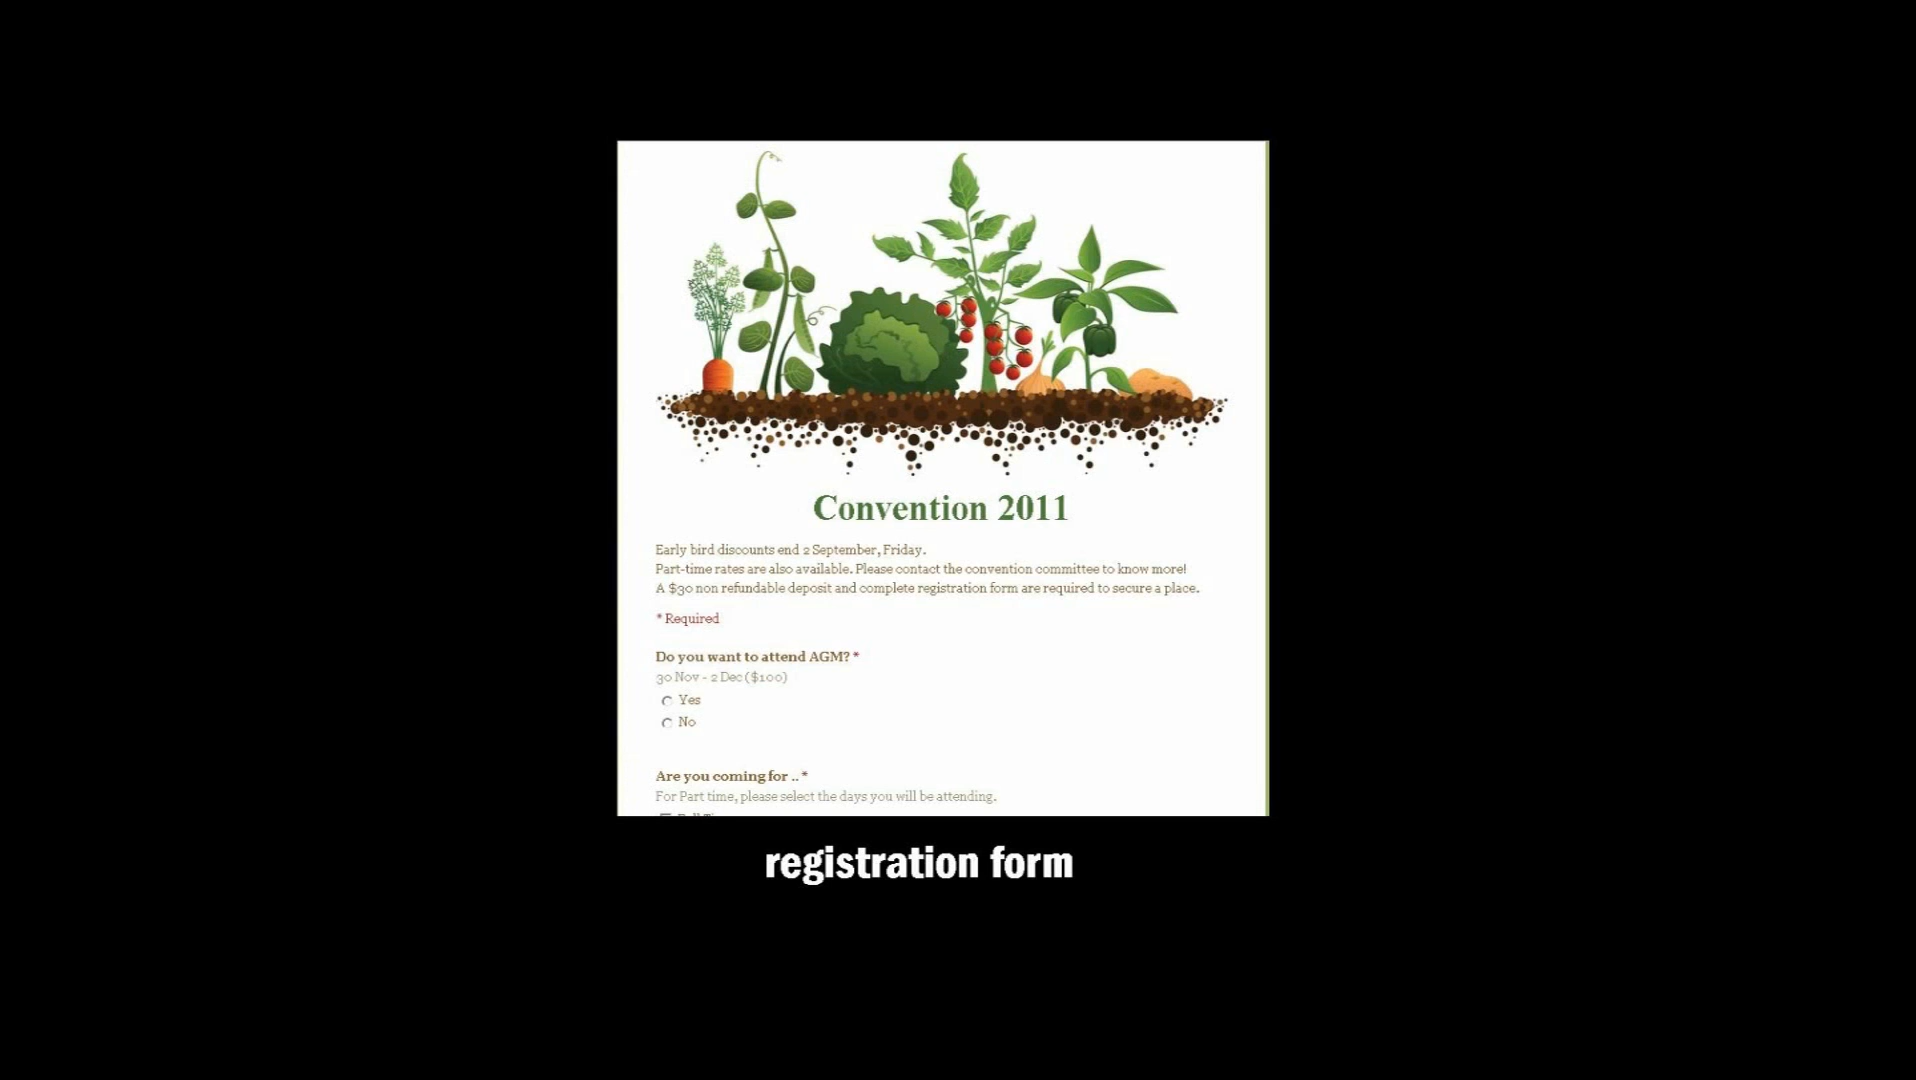 Convention 2011
Early bird discounts end 2 September, Friday.
Part-time rates are also available. Please contact the convention committee to know more!
A $30 non refundable deposit and complete registration form are required to secure a place.
* Required
Do you want to attend AGM? *
30 Nov - 2 Dec ($100)
Yes
No
Are you coming for .. *
For Part time, please select the days you will be attending.
registration form